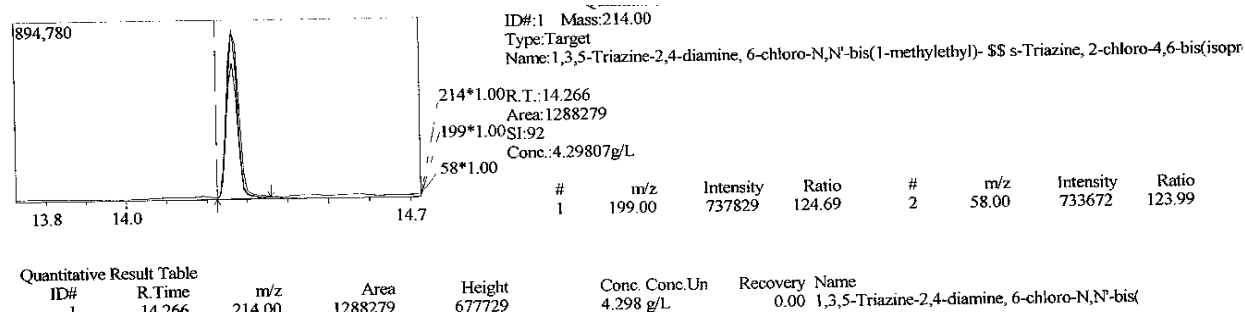 894,780
ID#:1 Mass:214.00
Type:Target
Name:1,3,5-Triazine-2,4-diamine, 6-chloro-N,N'-bis(1-methylethyl)- $$ s-Triazine, 2-chloro-4,6-bis(isopr
214*1.00
R.T.:14.266
Area:1288279
199*1.00
SI:92
Conc.:4.29807g/L
58*1.00
# m/z Intensity Ratio # m/z Intensity Ratio
1 199.00 737829 124.69 2 58.00 733672 123.99
13.8 14.0 14.7
Quantitative Result Table
ID# R.Time m/z Area Height Conc. Conc.Un Recovery Name
1 14.266 214.00 1288279 677729 4.298 g/L 0.00 1,3,5-Triazine-2,4-diamine, 6-chloro-N,N'-bis(